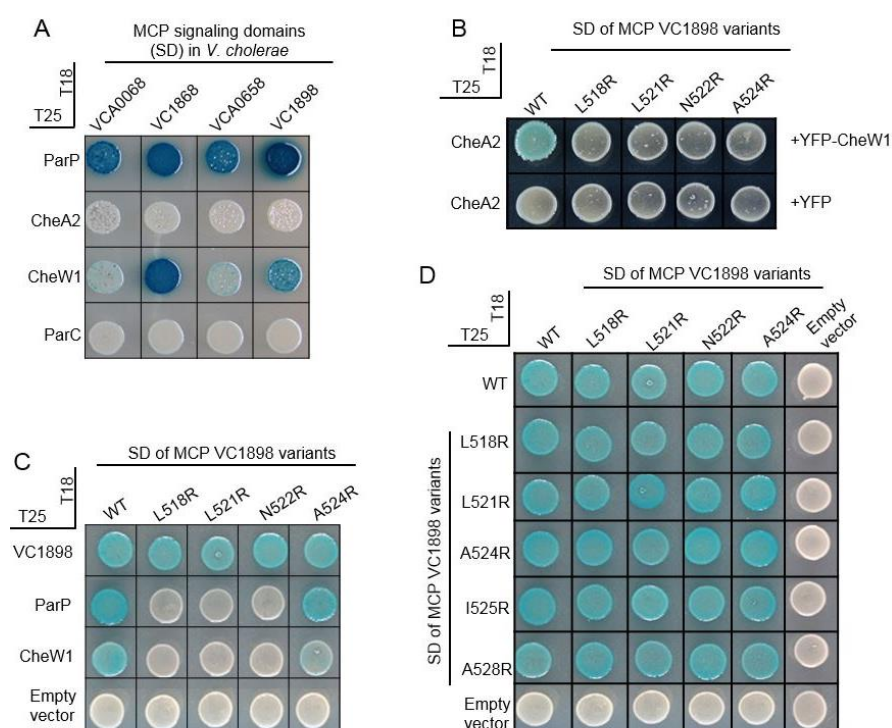 A
MCP signaling domains
(SD) in V. cholerae
T18
T25
VCA0068
VC1868
VCA0658
VC1898
ParP
CheA2
CheW1
ParC
B
SD of MCP VC1898 variants
T18
T25
WT
L518R
L521R
N522R
A524R
CheA2
+YFP-CheW1
CheA2
+YFP
C
SD of MCP VC1898 variants
T18
T25
WT
L518R
L521R
N522R
A524R
VC1898
ParP
CheW1
Empty
vector
D
SD of MCP VC1898 variants
T18
T25
WT
L518R
L521R
N522R
A524R
Empty
vector
SD of MCP VC1898 variants
WT
L518R
L521R
A524R
I525R
A528R
Empty
vector